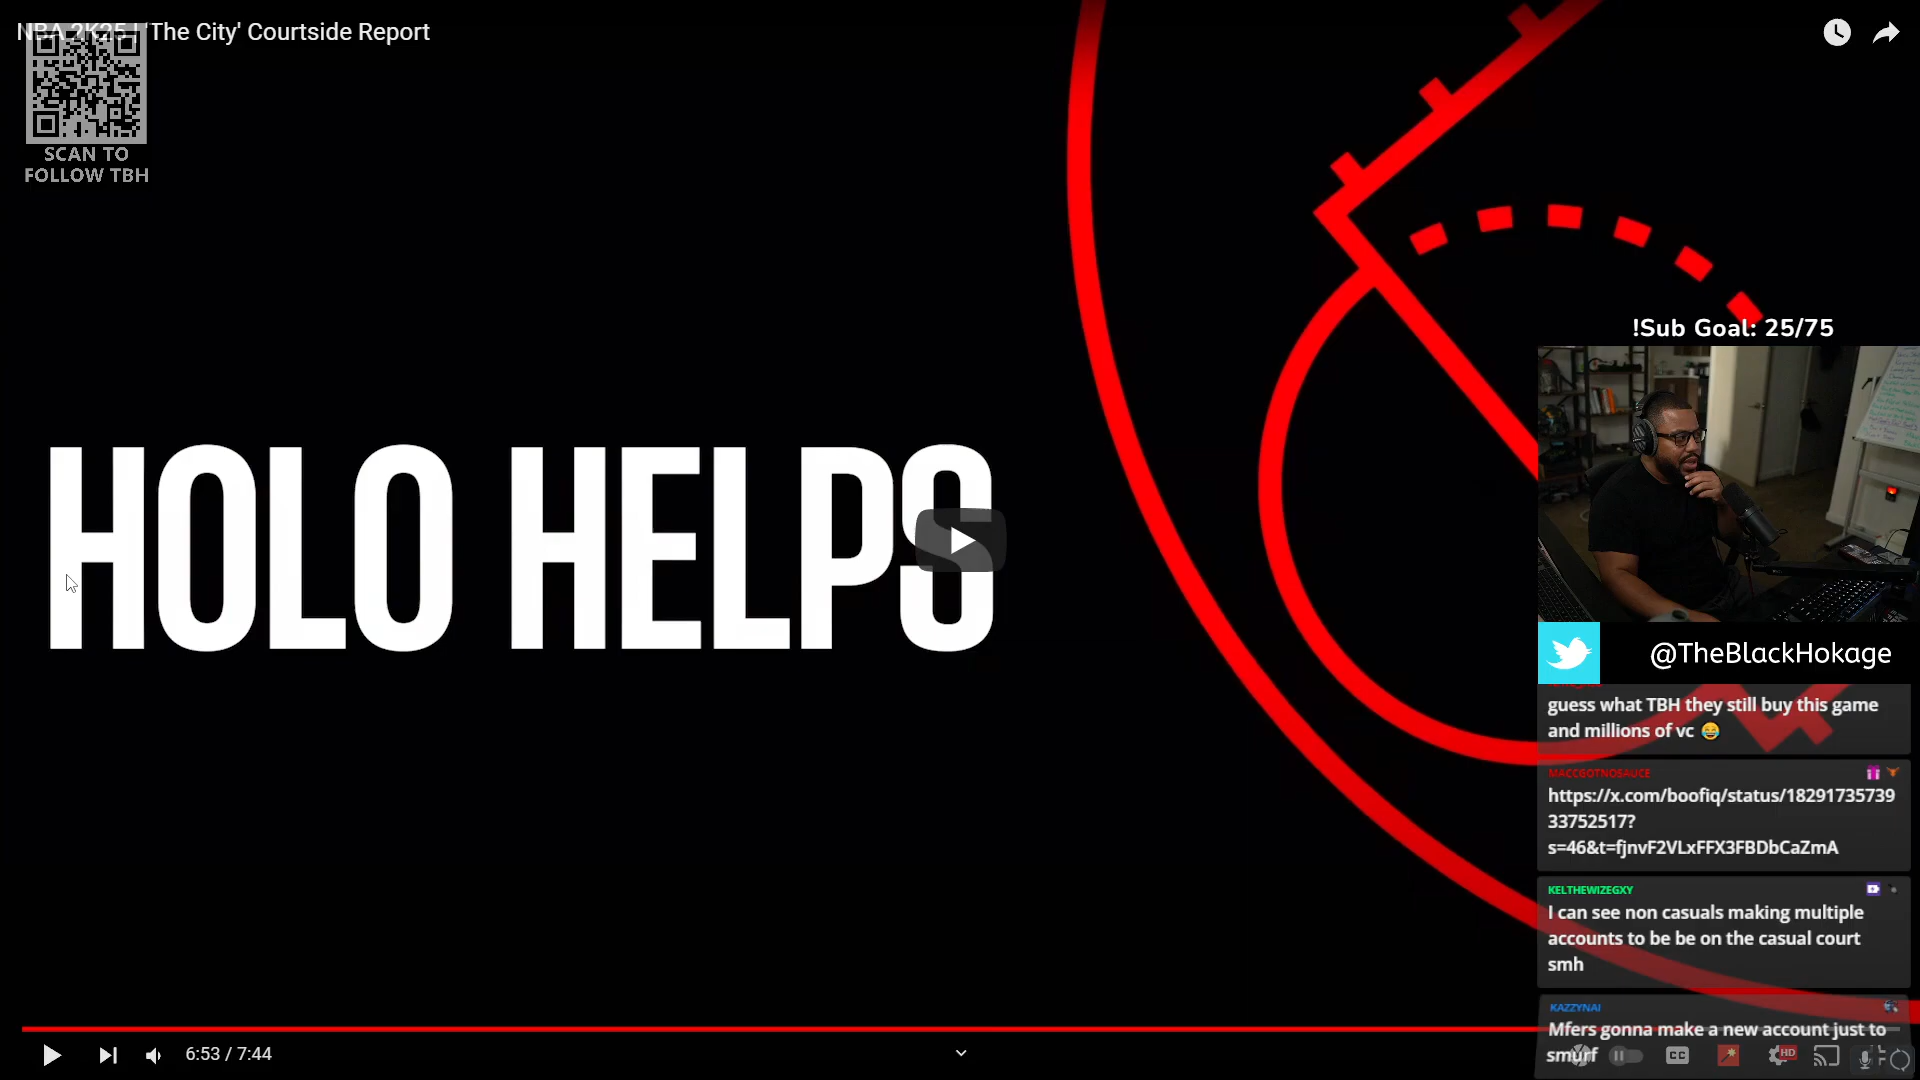 NBA 2K25 | 'The City' Courtside Report
SCAN TO
FOLLOW TBH
HOLO HELPS
!Sub Goal: 25/75
@TheBlackHokage
guess what TBH they still buy this game
and millions of vc 😂
MACCGOTNOSAUCE
https://x.com/boofiq/status/18291735739
33752517?
s=46&t=fjnvF2VLxFFX3FBDbCaZmA
KELTHEWIZEGXY
I can see non casuals making multiple
accounts to be be on the casual court
smh
KAZZYNAI
Mfers gonna make a new account just to
smurf
6:53 / 7:44
CC
HD